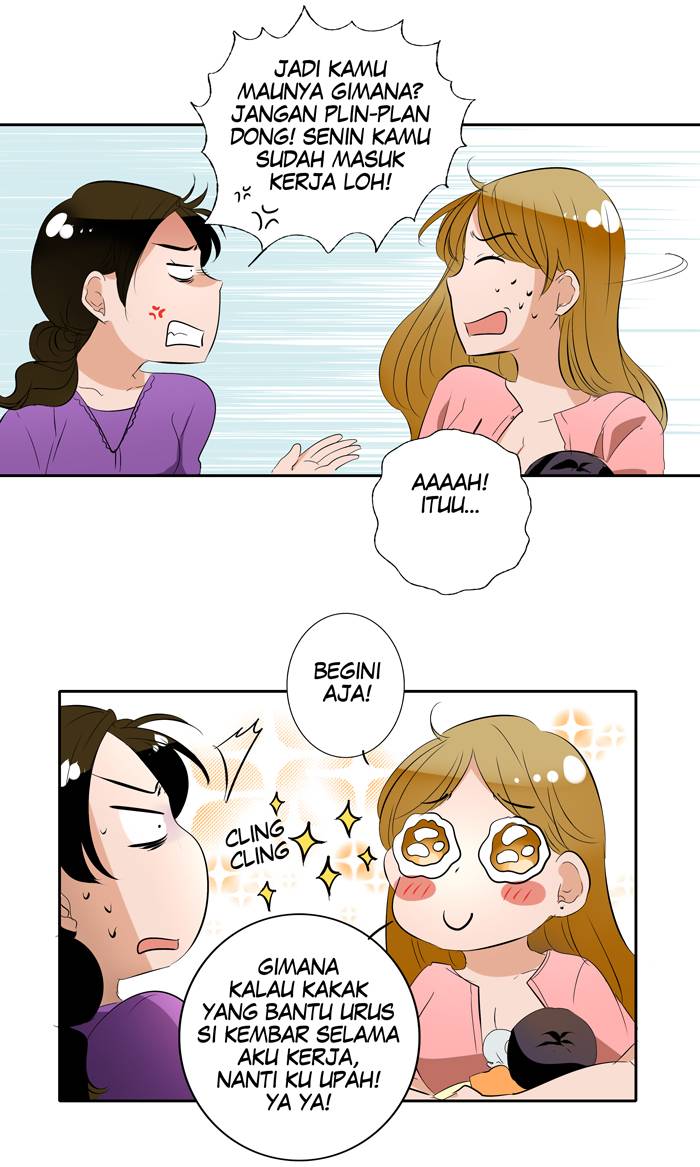 JADI KAMU
MAUNYA GIMANA?
JANGAN PLIN-PLAN
DONG! SENIN KAMU
SUDAH MASUK
KERJA LOH!
AAAAH!
ITUU...
BEGINI
AJA!
CLING
CLING
GIMANA
KALAU KAKAK
YANG BANTU URUS
SI KEMBAR SELAMA
AKU KERJA,
NANTI KU UPAH!
YA YA!